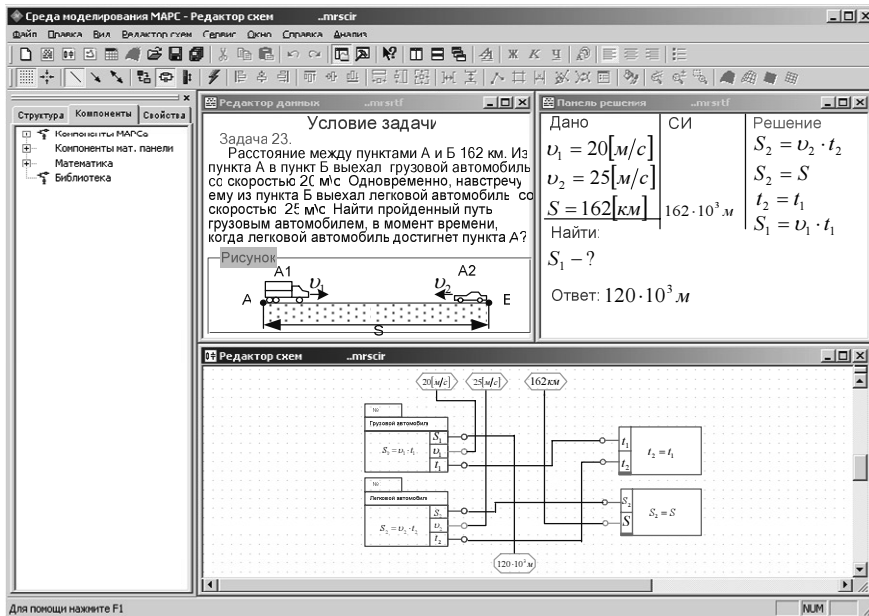 Среда моделирования МАРС - Редактор схем ..mrscir
Файл Правка Вид Редактор схем Сервис Окно Справка Анализ
Структура Компоненты Свойства
Компоненты МАРСа
Компоненты мат. панели
Математика
Библиотека
Редактор данных ..mrsrtf
Условие задачи
Задача 23.
Расстояние между пунктами А и Б 162 км. Из
пункта А в пункт Б выехал грузовой автомобиль
со скоростью 20 м\с Одновременно, навстречу
ему из пункта Б выехал легковой автомобиль со
скоростью 25 м\с Найти пройденный путь
грузовым автомобилем, в момент времени,
когда легковой автомобиль достигнет пункта А?
Рисунок
А1 А2
А υ₁ υ₂ Б
S
Панель решения ..mrsrtf
Дано СИ Решение
υ₁ = 20[м/с] S₂ = υ₂ · t₂
υ₂ = 25[м/с] S₂ = S
S = 162[км] 162·10³ м t₂ = t₁
S₁ = υ₁ · t₁
Найти:
S₁ − ?
Ответ: 120·10³ м
Редактор схем ..mrscir
20[м/с] 25[м/с] 162км
№
Грузовой автомобиль
S₁ = υ₁ · t₁ S₁ υ₁ t₁
t₁ t₂ t₂ = t₁
№
Легковой автомобиль
S₂ = υ₂ · t₂ S₂ υ₂ t₂
S₂ S S₂ = S
120·10³ м
Для помощи нажмите F1 NUM